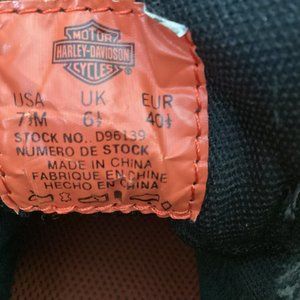 MOTOR
HARLEY-DAVIDSON
CYCLES
USA UK EUR
7½M 6½ 40½
STOCK NO. D96139
NUMERO DE STOCK
MADE IN CHINA
FABRIQUE EN CHINE
HECHO EN CHINA